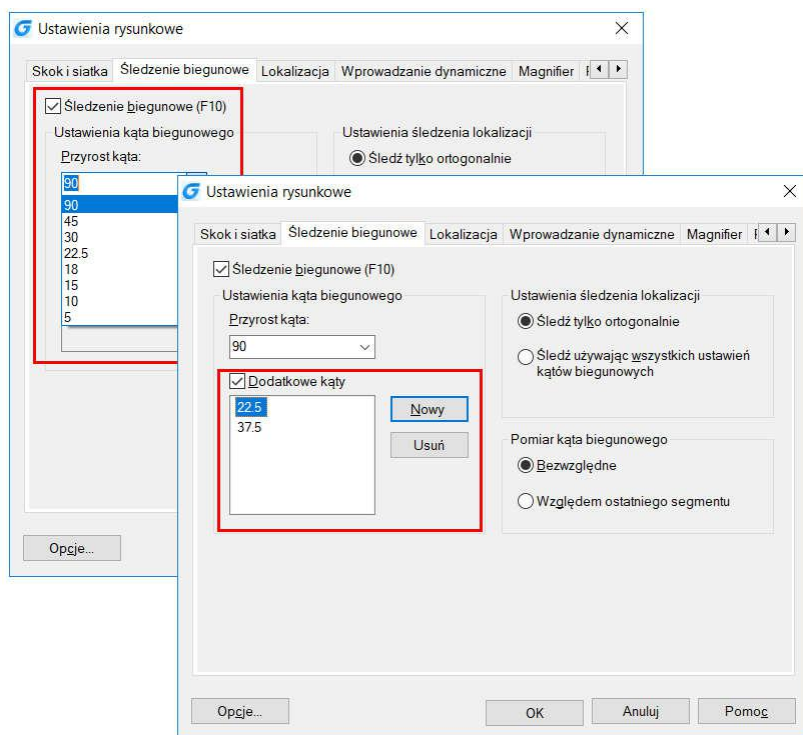 Ustawienia rysunkowe
Skok i siatka Śledzenie biegunowe Lokalizacja Wprowadzanie dynamiczne Magnifier
Śledzenie biegunowe (F10)
Ustawienia kąta biegunowego
Przyrost kąta:
90
90
45
30
22.5
18
15
10
5
Ustawienia śledzenia lokalizacji
Śledź tylko ortogonalnie
Opcje...
Ustawienia rysunkowe
Skok i siatka Śledzenie biegunowe Lokalizacja Wprowadzanie dynamiczne Magnifier
Śledzenie biegunowe (F10)
Ustawienia kąta biegunowego
Przyrost kąta:
90
Dodatkowe kąty
22.5
37.5
Nowy
Usuń
Ustawienia śledzenia lokalizacji
Śledź tylko ortogonalnie
Śledź używając wszystkich ustawień
kątów biegunowych
Pomiar kąta biegunowego
Bezwzględne
Względem ostatniego segmentu
Opcje...
OK
Anuluj
Pomoc